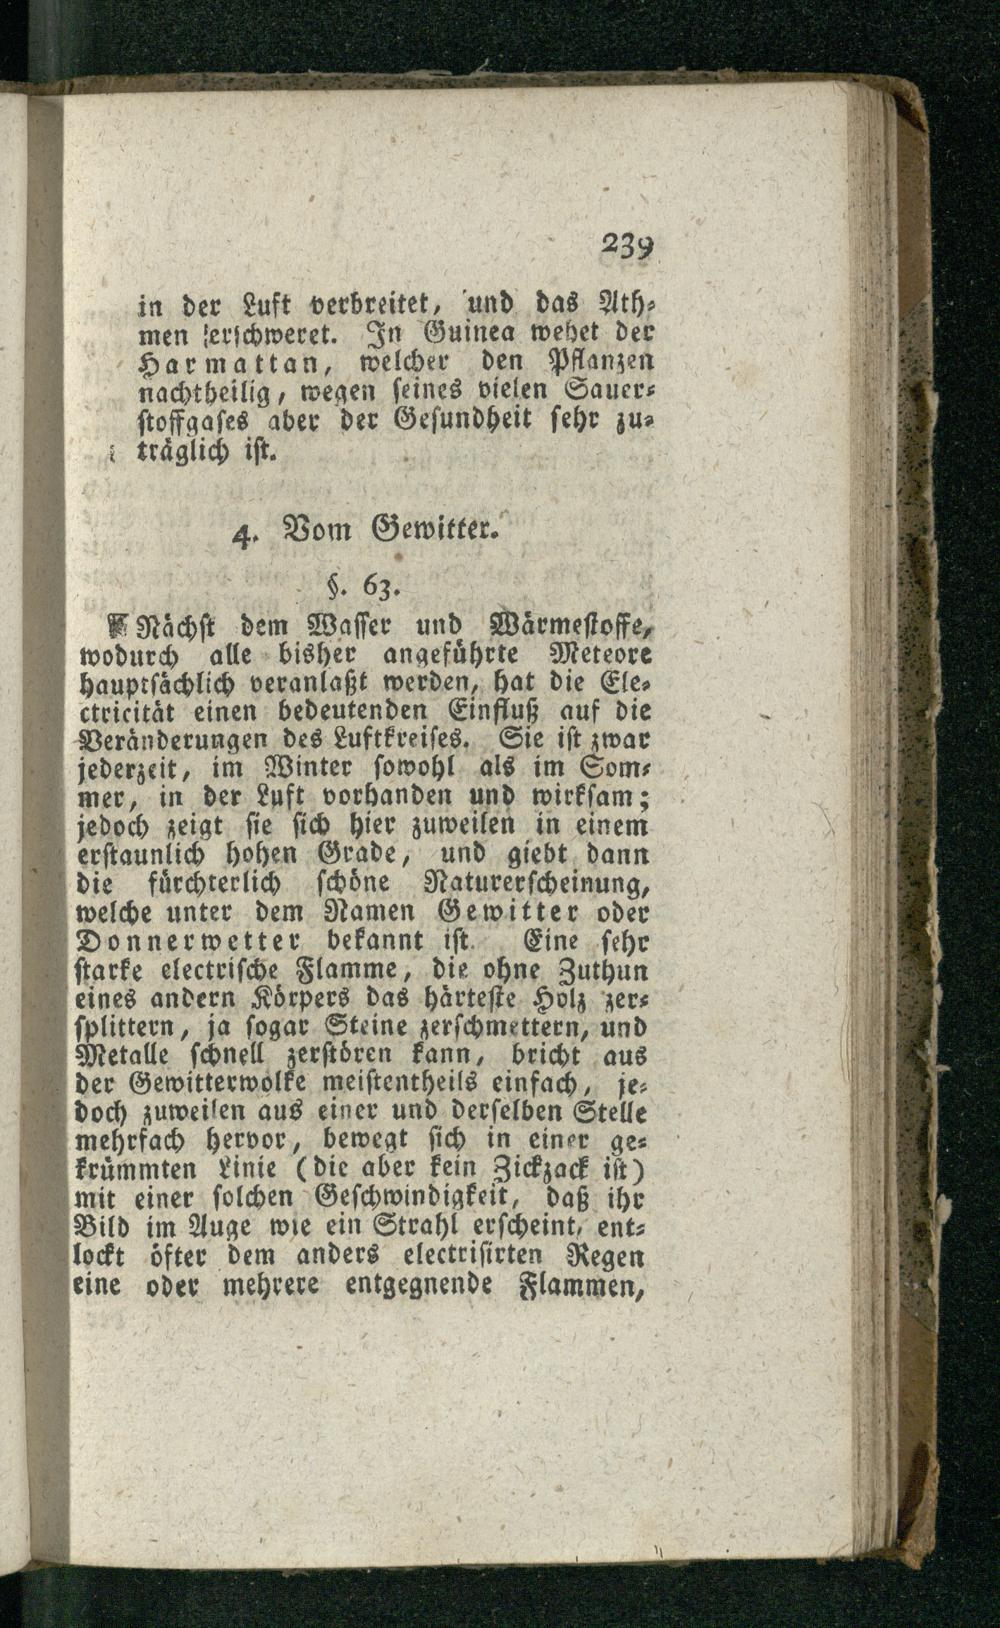 239
in der Luft verbreitet, und das Ath-
men erschweret. In Guinea wehet der
Harmattan, welcher den Pflanzen
nachtheilig, wegen seines vielen Sauer-
stoffgases aber der Gesundheit sehr zu-
träglich ist.
4. Vom Gewitter.
§. 63.
Nächst dem Wasser und Wärmestoffe,
wodurch alle bisher angeführte Meteore
hauptsächlich veranlaßt werden, hat die Ele-
ctricität einen bedeutenden Einfluß auf die
Veränderungen des Luftkreises. Sie ist zwar
jederzeit, im Winter sowohl als im Som-
mer, in der Luft vorhanden und wirksam;
jedoch zeigt sie sich hier zuweilen in einem
erstaunlich hohen Grade, und giebt dann
die fürchterlich schöne Naturerscheinung,
welche unter dem Namen Gewitter oder
Donnerwetter bekannt ist. Eine sehr
starke electrische Flamme, die ohne Zuthun
eines andern Körpers das härteste Holz zer-
splittern, ja sogar Steine zerschmettern, und
Metalle schnell zerstören kann, bricht aus
der Gewitterwolke meistentheils einfach, je-
doch zuweilen aus einer und derselben Stelle
mehrfach hervor, bewegt sich in einer ge-
krümmten Linie (die aber kein Zickzack ist)
mit einer solchen Geschwindigkeit, daß ihr
Bild im Auge wie ein Strahl erscheint, ent-
lockt öfter dem anders electrisirten Regen
eine oder mehrere entgegnende Flammen,